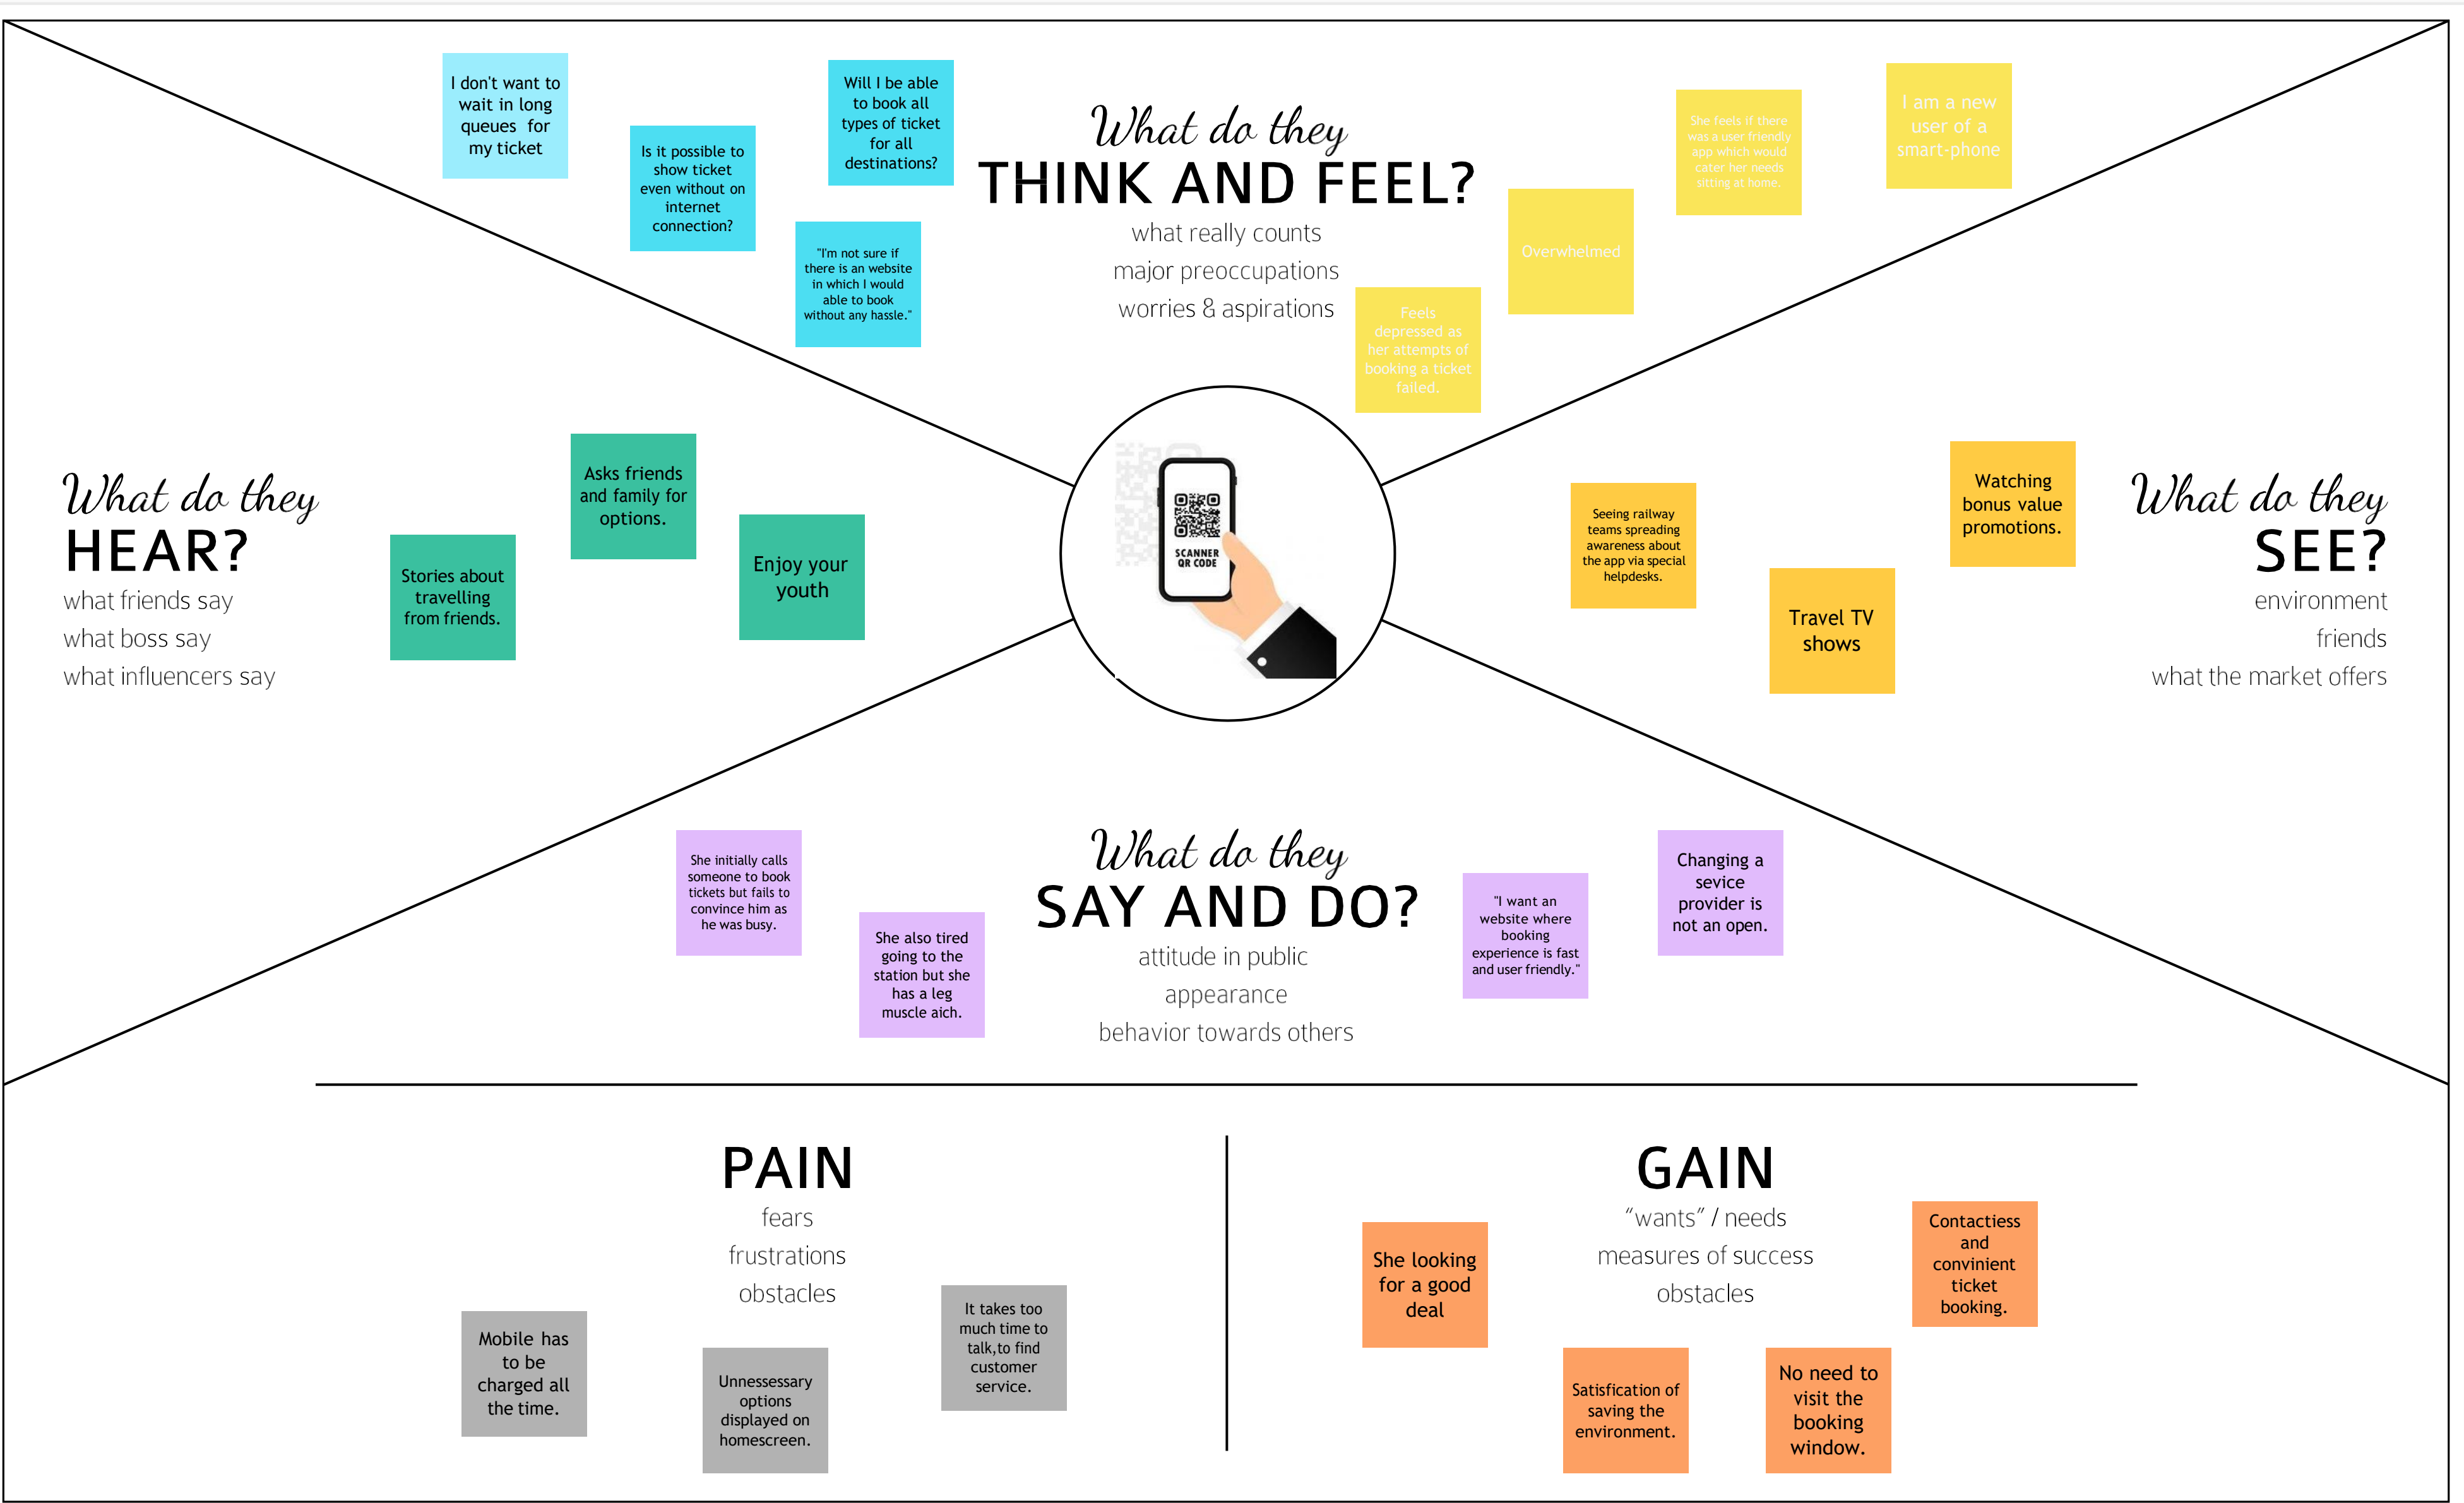 I don't want to
wait in long
queues for
my ticket
Is it possible to
show ticket
even without on
internet
connection?
Will I be able
to book all
types of ticket
for all
destinations?
"I'm not sure if
there is an website
in which I would
able to book
without any hassle."
What do they
THINK AND FEEL?
what really counts
major preoccupations
worries & aspirations
Feels
depressed as
her attempts of
booking a ticket
failed.
Overwhelmed
She feels if there
was a user friendly
app which would
cater her needs
sitting at home.
I am a new
user of a
smart-phone
What do they
HEAR?
what friends say
what boss say
what influencers say
Stories about
travelling
from friends.
Asks friends
and family for
options.
Enjoy your
youth
SCANNER
QR CODE
Seeing railway
teams spreading
awareness about
the app via special
helpdesks.
Travel TV
shows
Watching
bonus value
promotions.
What do they
SEE?
environment
friends
what the market offers
She initially calls
someone to book
tickets but fails to
convince him as
he was busy.
She also tired
going to the
station but she
has a leg
muscle aich.
What do they
SAY AND DO?
attitude in public
appearance
behavior towards others
"I want an
website where
booking
experience is fast
and user friendly."
Changing a
sevice
provider is
not an open.
PAIN
fears
frustrations
obstacles
Mobile has
to be
charged all
the time.
Unnessessary
options
displayed on
homescreen.
It takes too
much time to
talk,to find
customer
service.
GAIN
“wants” / needs
measures of success
obstacles
She looking
for a good
deal
Satisfication of
saving the
environment.
No need to
visit the
booking
window.
Contactiess
and
convinient
ticket
booking.